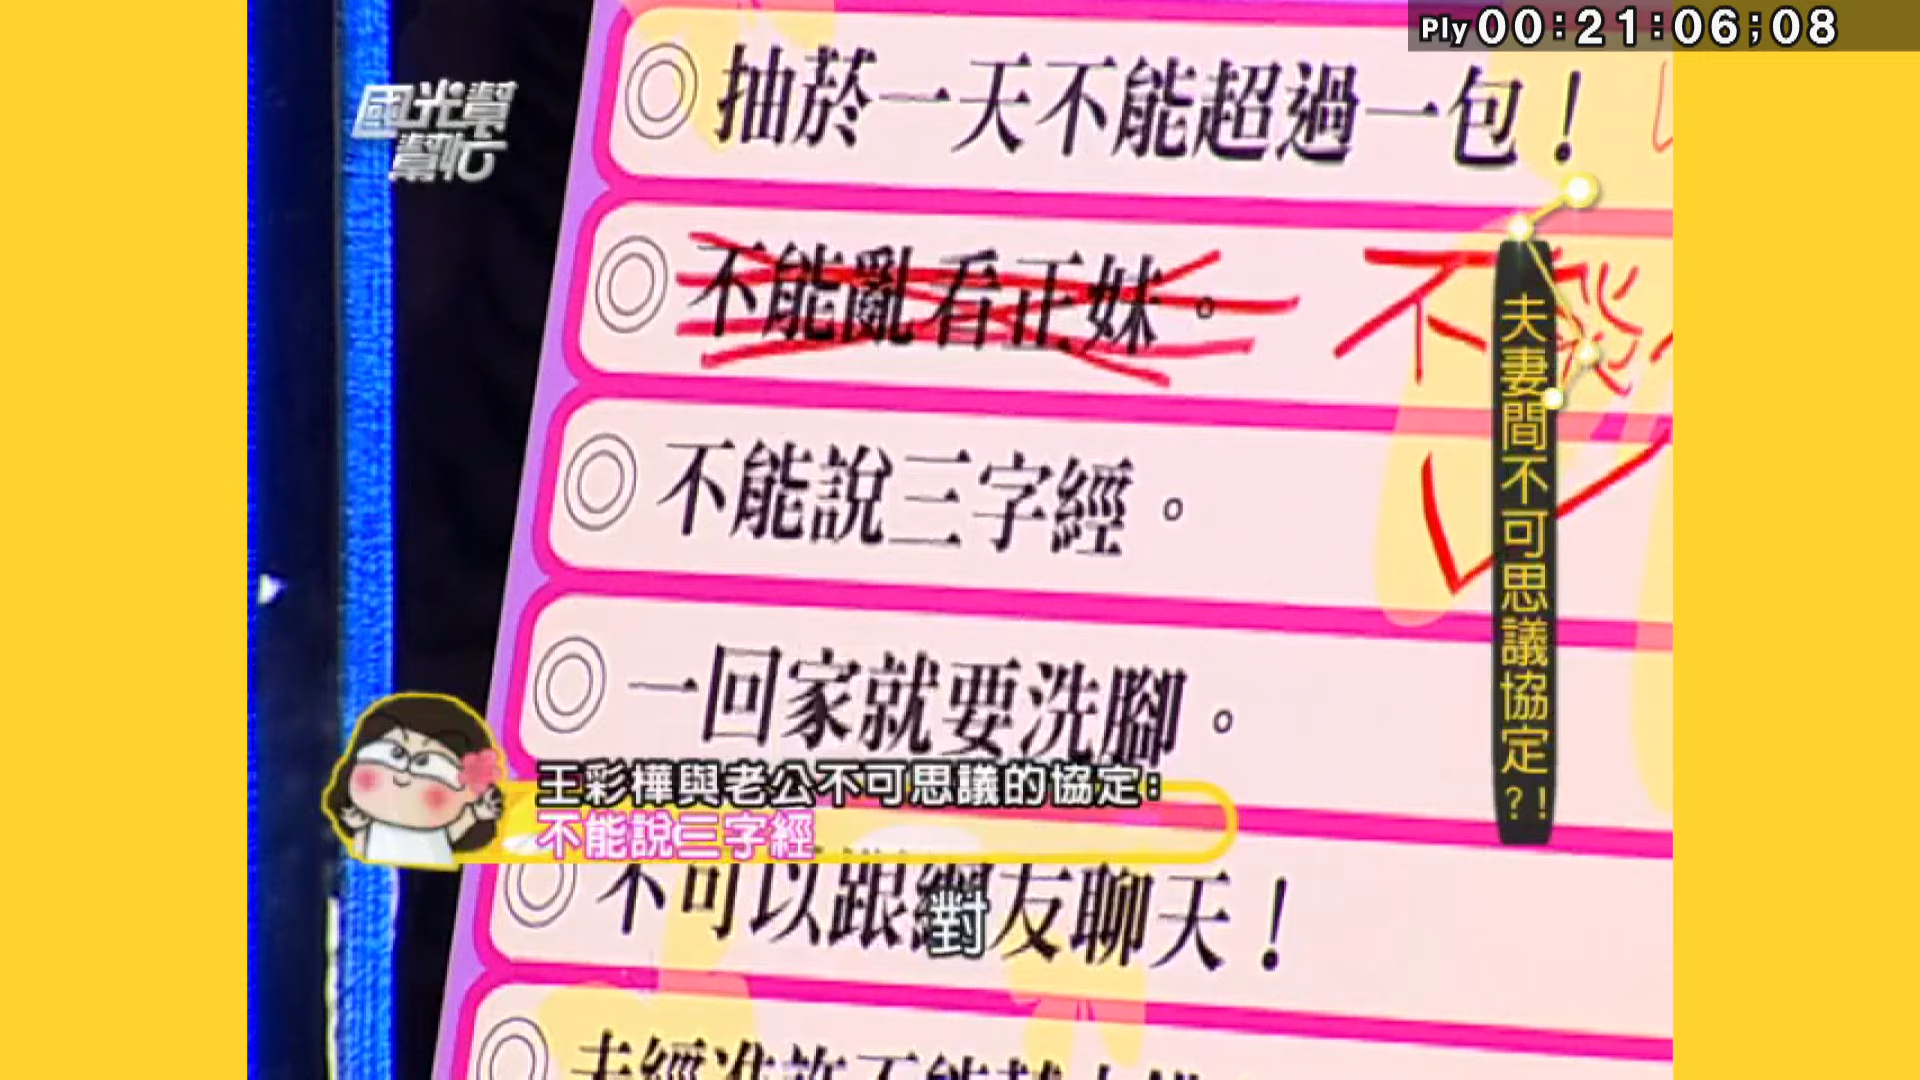 Ply00:21:06;08
國光幫
幫忙
抽菸一天不能超過一包！
不能亂看正妹。
不能說三字經。
一回家就要洗腳。
夫妻間不可思議協定?!
王彩樺與老公不可思議的協定:
不能說三字經
不可以跟網友聊天！
對